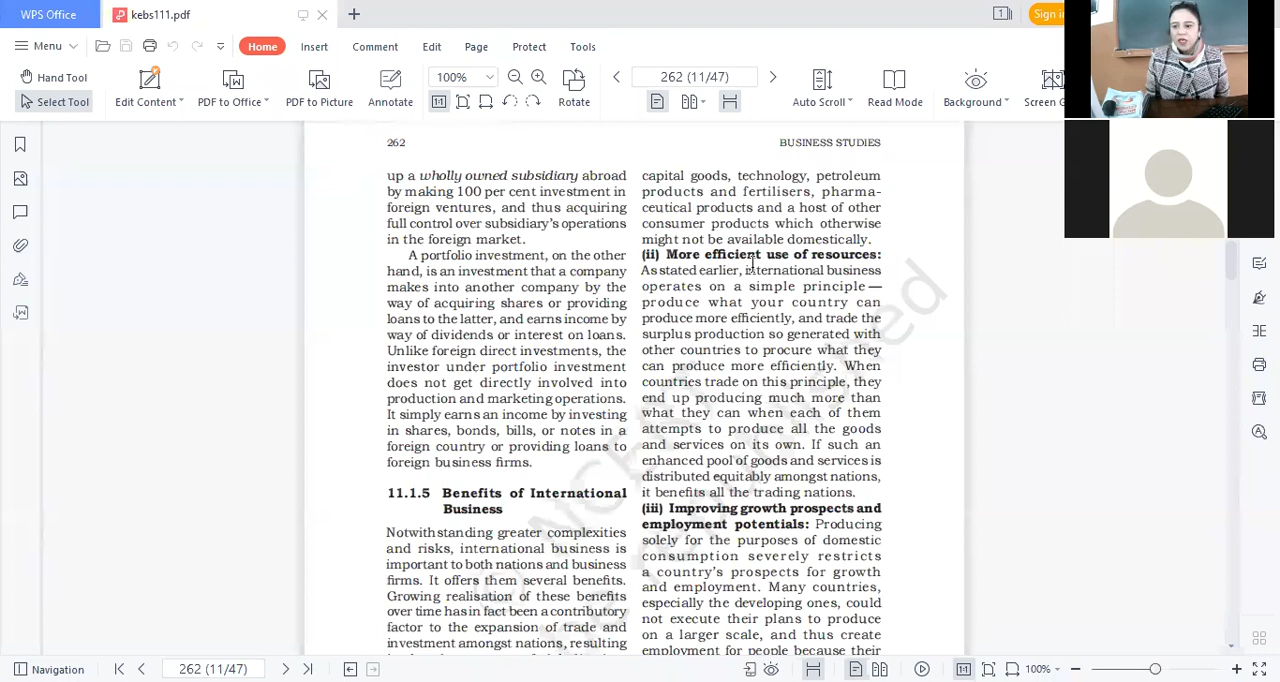 WPS Office
kebs111.pdf
Sign in
Menu
Home
Insert
Comment
Edit
Page
Protect
Tools
Hand Tool
Select Tool
Edit Content
PDF to Office
PDF to Picture
Annotate
100%
Rotate
262 (11/47)
Auto Scroll
Read Mode
Background
Screen G
262
BUSINESS STUDIES
up a wholly owned subsidiary abroad
by making 100 per cent investment in
foreign ventures, and thus acquiring
full control over subsidiary's operations
in the foreign market.
A portfolio investment, on the other
hand, is an investment that a company
makes into another company by the
way of acquiring shares or providing
loans to the latter, and earns income by
way of dividends or interest on loans.
Unlike foreign direct investments, the
investor under portfolio investment
does not get directly involved into
production and marketing operations.
It simply earns an income by investing
in shares, bonds, bills, or notes in a
foreign country or providing loans to
foreign business firms.
11.1.5 Benefits of International
Business
Notwithstanding greater complexities
and risks, international business is
important to both nations and business
firms. It offers them several benefits.
Growing realisation of these benefits
over time has in fact been a contributory
factor to the expansion of trade and
investment amongst nations, resulting
capital goods, technology, petroleum
products and fertilisers, pharma-
ceutical products and a host of other
consumer products which otherwise
might not be available domestically.
(ii) More efficient use of resources:
As stated earlier, international business
operates on a simple principle —
produce what your country can
produce more efficiently, and trade the
surplus production so generated with
other countries to procure what they
can produce more efficiently. When
countries trade on this principle, they
end up producing much more than
what they can when each of them
attempts to produce all the goods
and services on its own. If such an
enhanced pool of goods and services is
distributed equitably amongst nations,
it benefits all the trading nations.
(iii) Improving growth prospects and
employment potentials: Producing
solely for the purposes of domestic
consumption severely restricts
a country's prospects for growth
and employment. Many countries,
especially the developing ones, could
not execute their plans to produce
on a larger scale, and thus create
employment for people because their
© NCERT
be republished
Navigation
262 (11/47)
100%